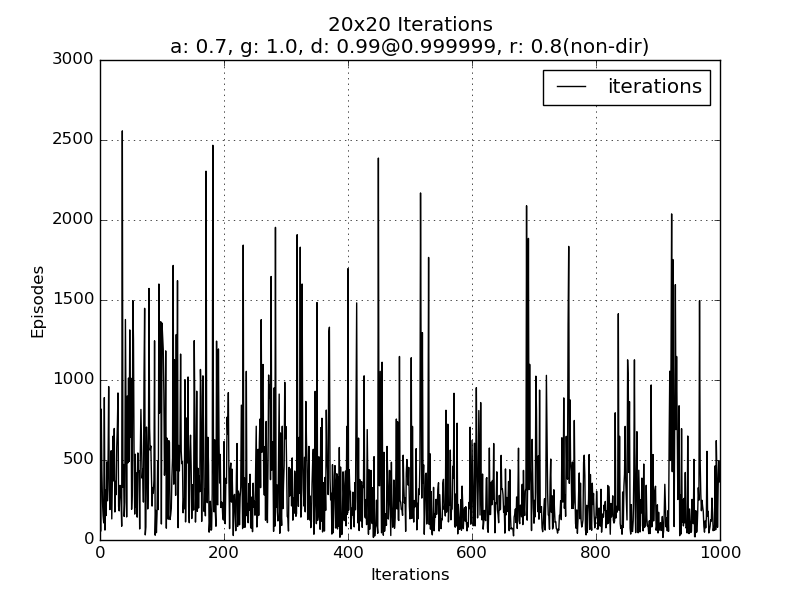 20x20 Iterations
a: 0.7, g: 1.0, d: 0.99@0.999999, r: 0.8(non-dir)
iterations
3000
2500
2000
1500
1000
500
0
Episodes
0 200 400 600 800 1000
Iterations